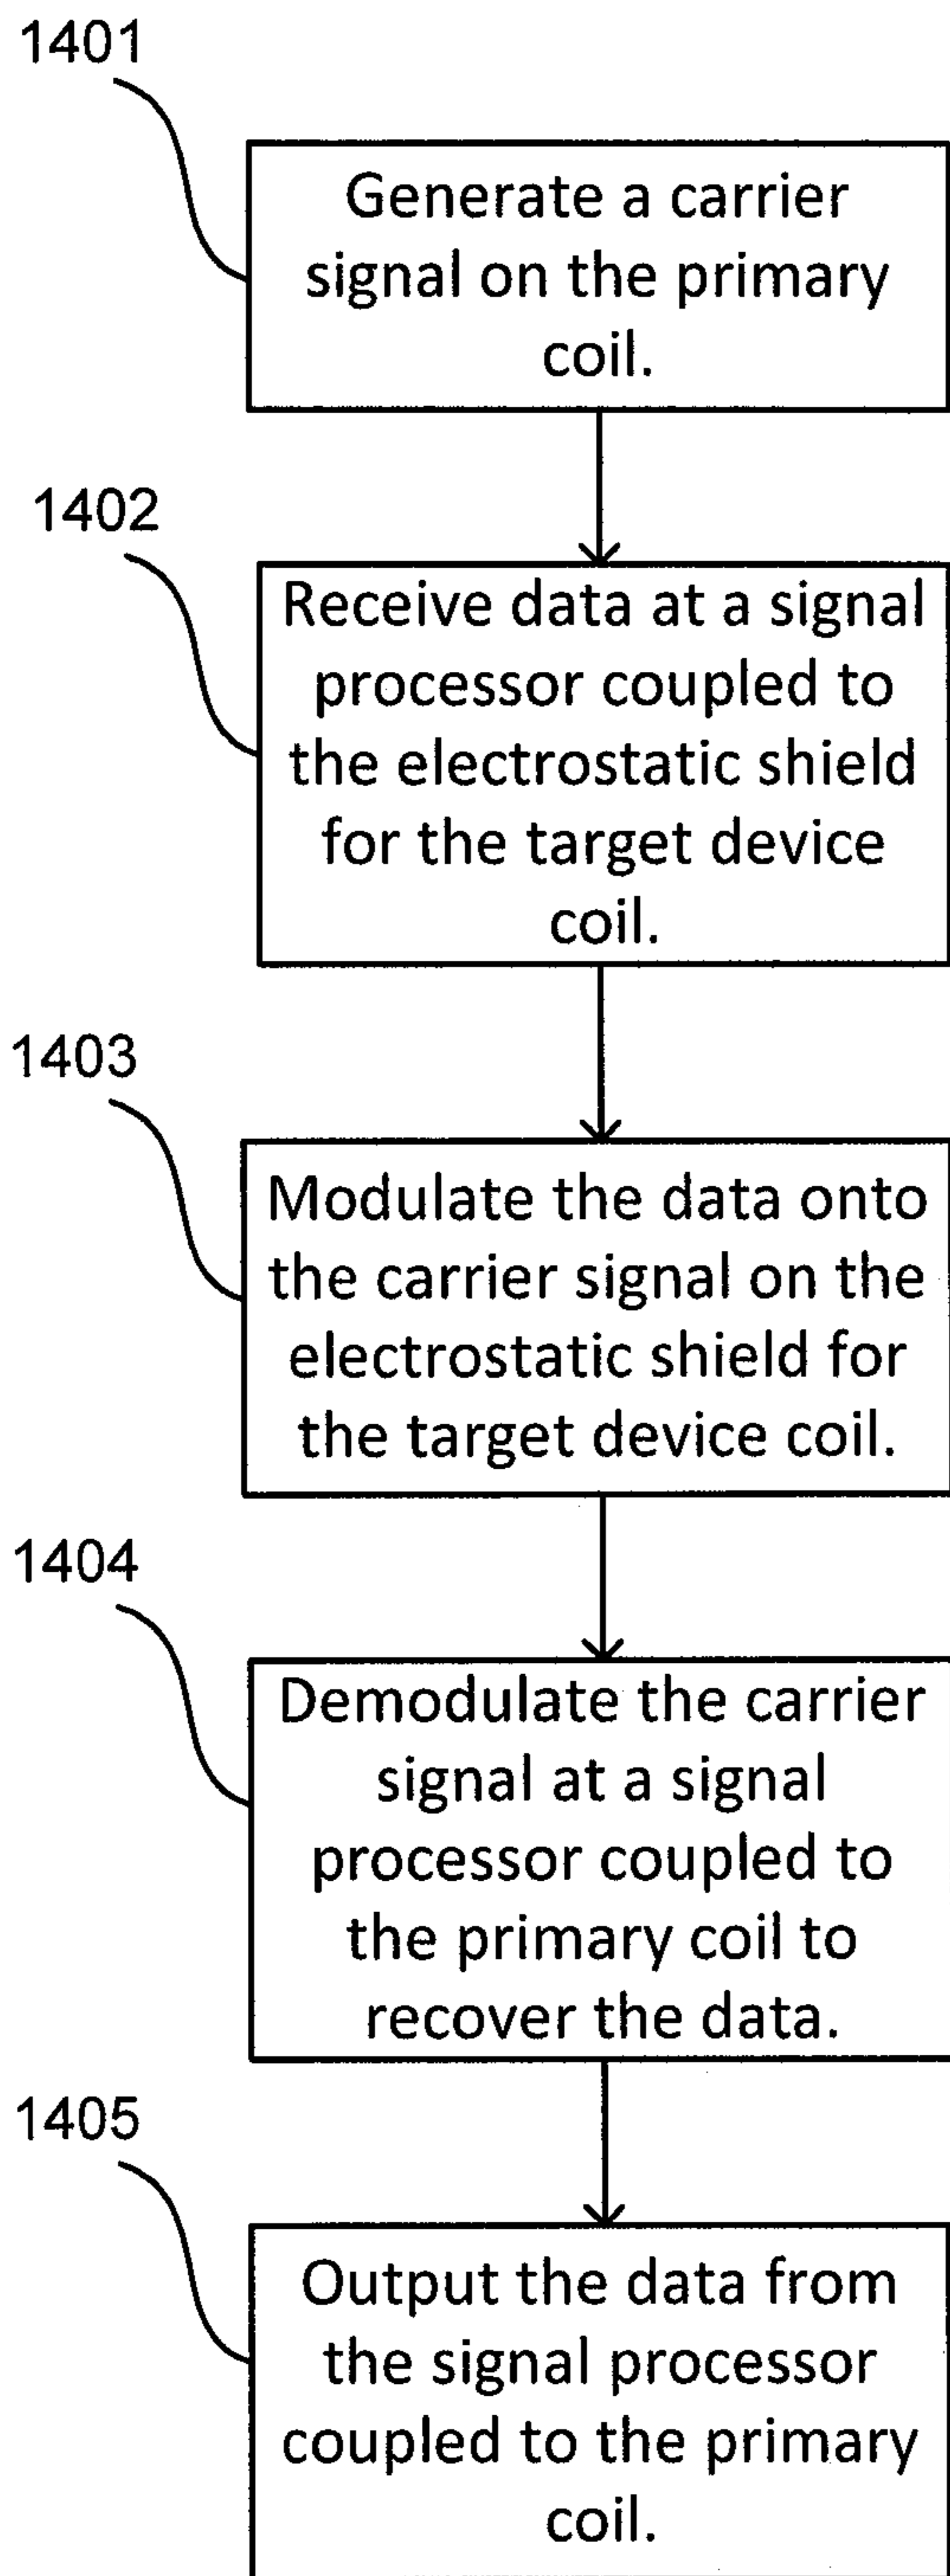 1401
Generate a carrier
signal on the primary
coil.
1402
Receive data at a signal
processor coupled to
the electrostatic shield
for the target device
coil.
1403
Modulate the data onto
the carrier signal on the
electrostatic shield for
the target device coil.
1404
Demodulate the carrier
signal at a signal
processor coupled to
the primary coil to
recover the data.
1405
Output the data from
the signal processor
coupled to the primary
coil.